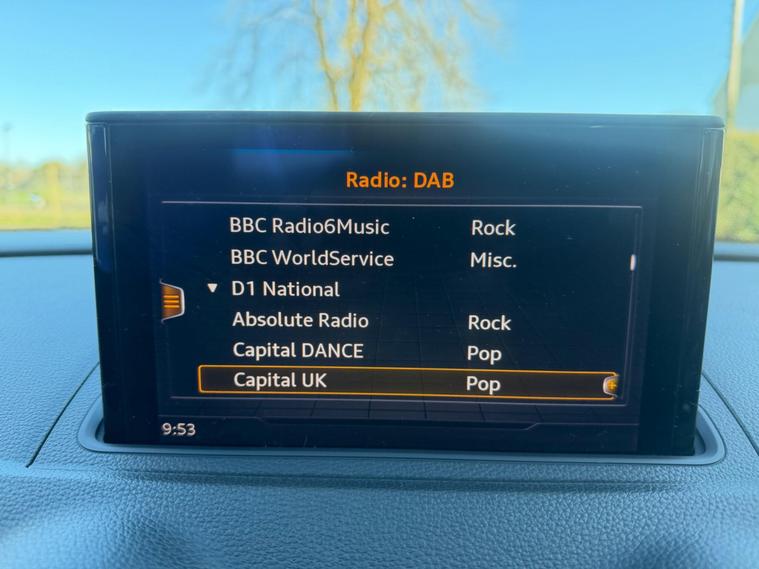 Radio: DAB
BBC Radio6Music Rock
BBC WorldService Misc.
D1 National
Absolute Radio Rock
Capital DANCE Pop
Capital UK Pop
9:53